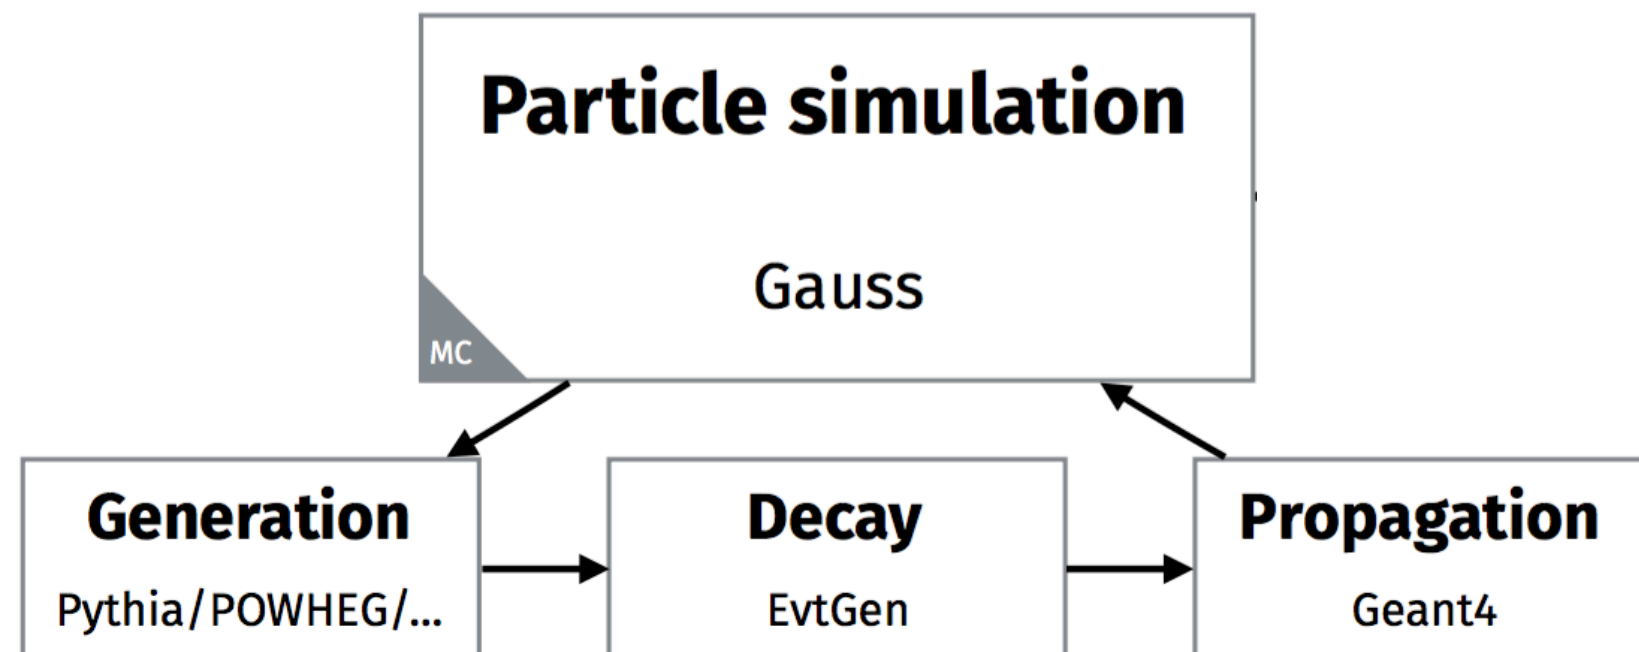 Particle simulation
Gauss
MC
Generation
Pythia/POWHEG/...
Decay
EvtGen
Propagation
Geant4